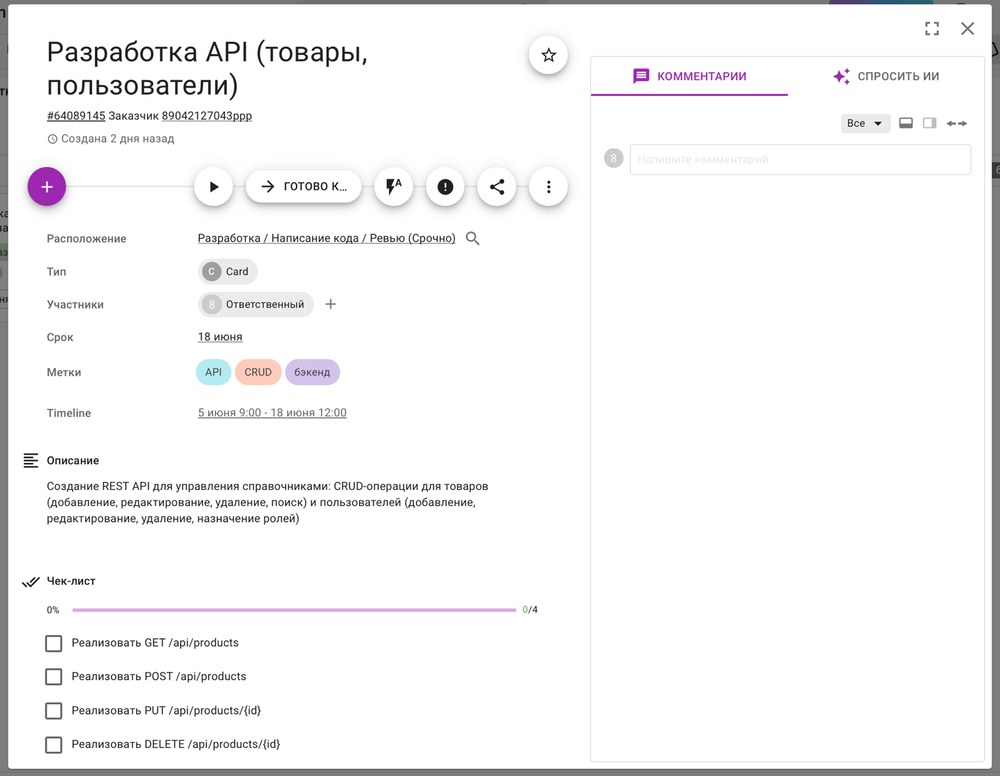 Разработка API (товары,
пользователи)
#64089145 Заказчик 89042127043ppp
Создана 2 дня назад
ГОТОВО К...
A
Расположение
Разработка / Написание кода / Ревью (Срочно)
Тип
C Card
Участники
8 Ответственный
Срок
18 июня
Метки
API CRUD бэкенд
Timeline
5 июня 9:00 - 18 июня 12:00
Описание
Создание REST API для управления справочниками: CRUD-операции для товаров
(добавление, редактирование, удаление, поиск) и пользователей (добавление,
редактирование, удаление, назначение ролей)
Чек-лист
0% 0/4
Реализовать GET /api/products
Реализовать POST /api/products
Реализовать PUT /api/products/{id}
Реализовать DELETE /api/products/{id}
КОММЕНТАРИИ
СПРОСИТЬ ИИ
Все
8 Напишите комментарий